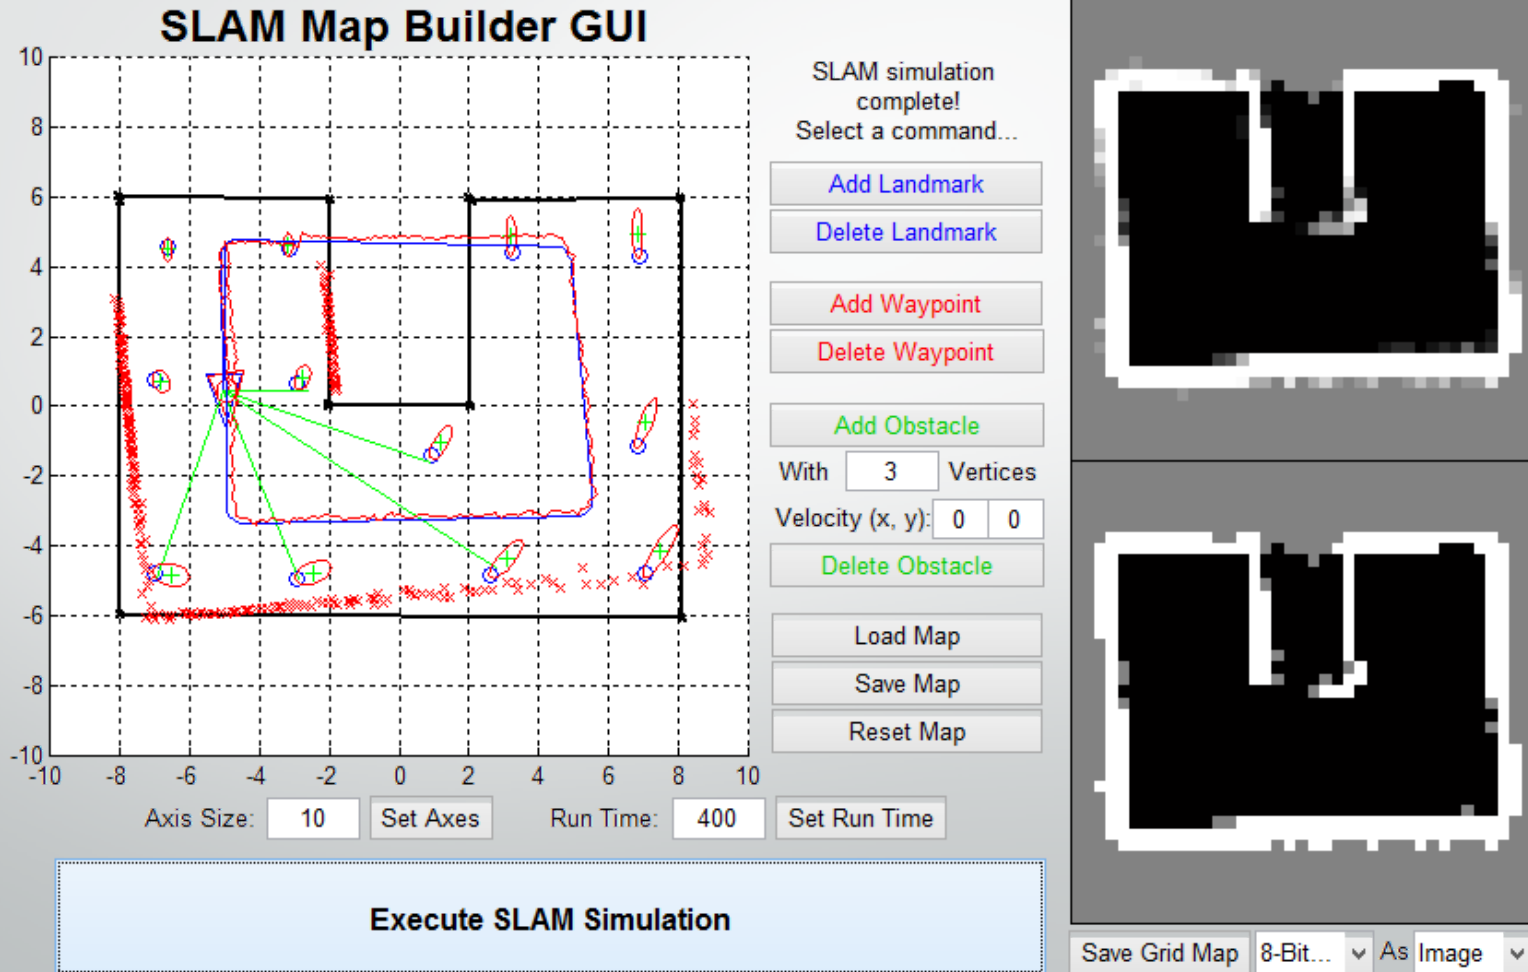 SLAM Map Builder GUI
10
8
6
4
2
0
-2
-4
-6
-8
-10
-10 -8 -6 -4 -2 0 2 4 6 8 10
SLAM simulation
complete!
Select a command...
Add Landmark
Delete Landmark
Add Waypoint
Delete Waypoint
Add Obstacle
With 3 Vertices
Velocity (x, y): 0 0
Delete Obstacle
Load Map
Save Map
Reset Map
Axis Size: 10 Set Axes Run Time: 400 Set Run Time
Execute SLAM Simulation
Save Grid Map 8-Bit... As Image